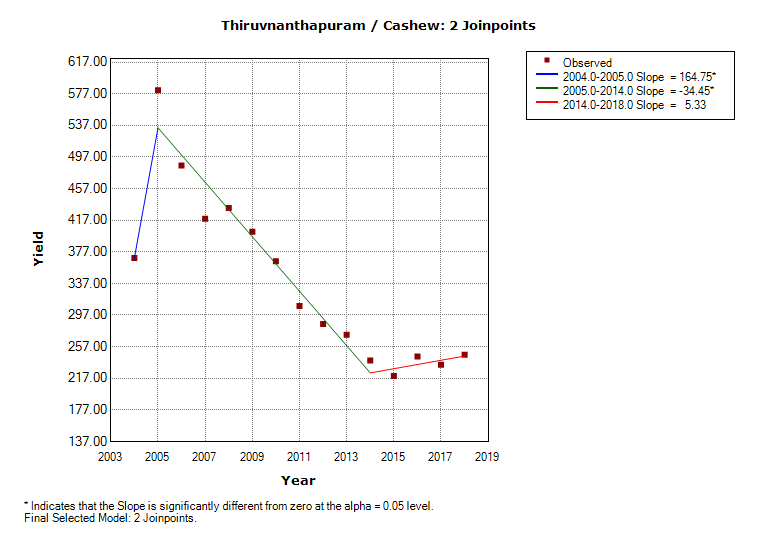 Thiruvnanthapuram / Cashew: 2 Joinpoints
617.00
577.00
537.00
497.00
457.00
417.00
377.00
337.00
297.00
257.00
217.00
177.00
137.00
Yield
2003 2005 2007 2009 2011 2013 2015 2017 2019
Year
Observed
2004.0-2005.0 Slope = 164.75*
2005.0-2014.0 Slope = -34.45*
2014.0-2018.0 Slope = 5.33
* Indicates that the Slope is significantly different from zero at the alpha = 0.05 level.
Final Selected Model: 2 Joinpoints.